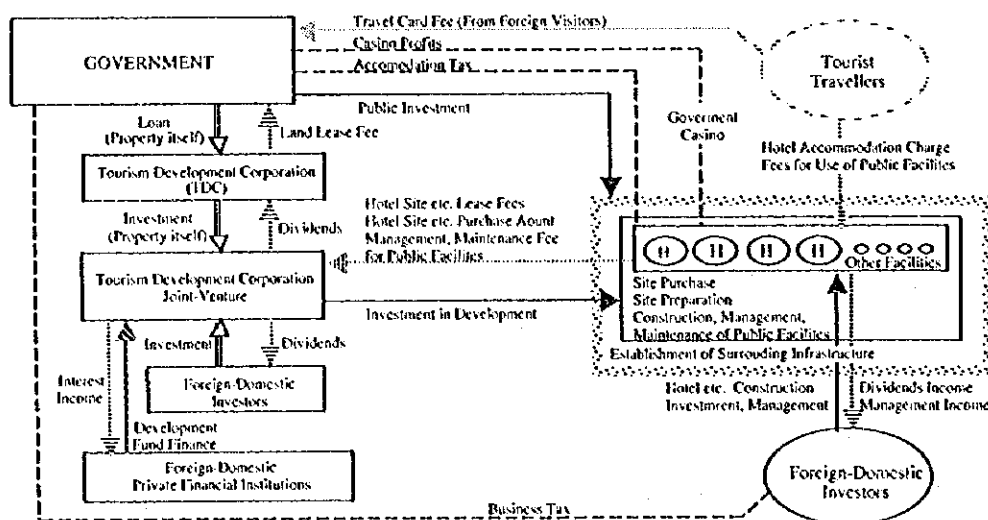 Travel Card Fee (From Foreign Visitors)
Casino Profits
Accomodation Tax
GOVERNMENT
Tourist
Travellers
Public Investment
Loan
(Property itself)
Land Lease Fee
Goverment
Casino
Hotel Accommodation Charge
Fees for Use of Public Facilites
Tourism Development Corporation
(TDC)
Investment
(Property itself)
Dividends
Hotel Site etc. Lease Fees
Hotel Site etc. Purchase Aount
Management, Maintenance Fee
for Public Facilities
H H H H
Other Facilities
Tourism Development Corporation
Joint-Venture
Investment in Development
Site Purchase
Site Preparation
Construction, Management,
Maintenance of Public Facilites
Establishment of Surrouding Infrastructure
Investment
Dividends
Interest
Income
Foreign-Domestic
Investors
Hotel etc. Construction
Investment, Management
Dividends Income
Management Income
Development
Fund Finance
Foreign-Domestic
Private Financial Institutions
Foreign-Domestic
Investors
Business Tax